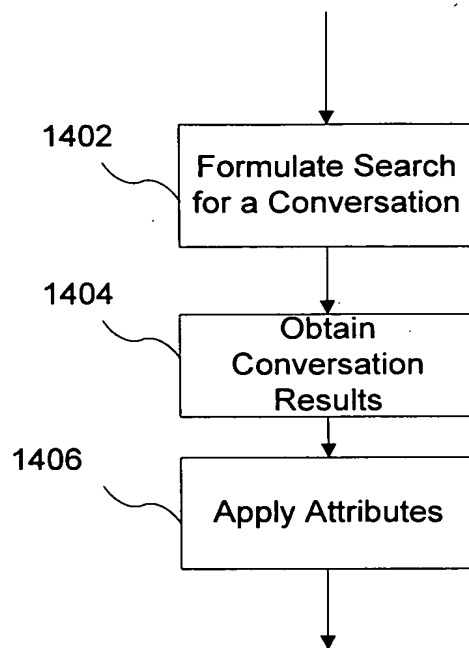 1402
Formulate Search
for a Conversation
1404
Obtain
Conversation
Results
1406
Apply Attributes